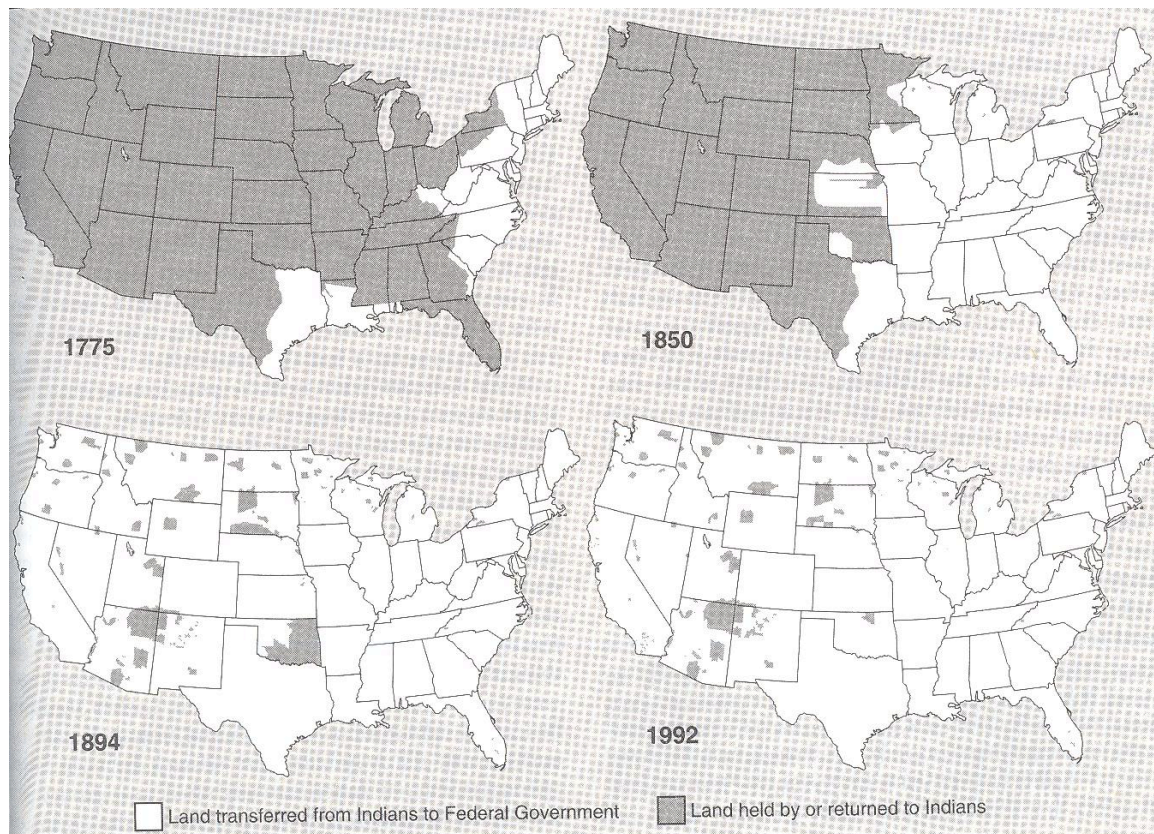 1775
1850
1894
1992
Land transferred from Indians to Federal Government
Land held by or returned to Indians